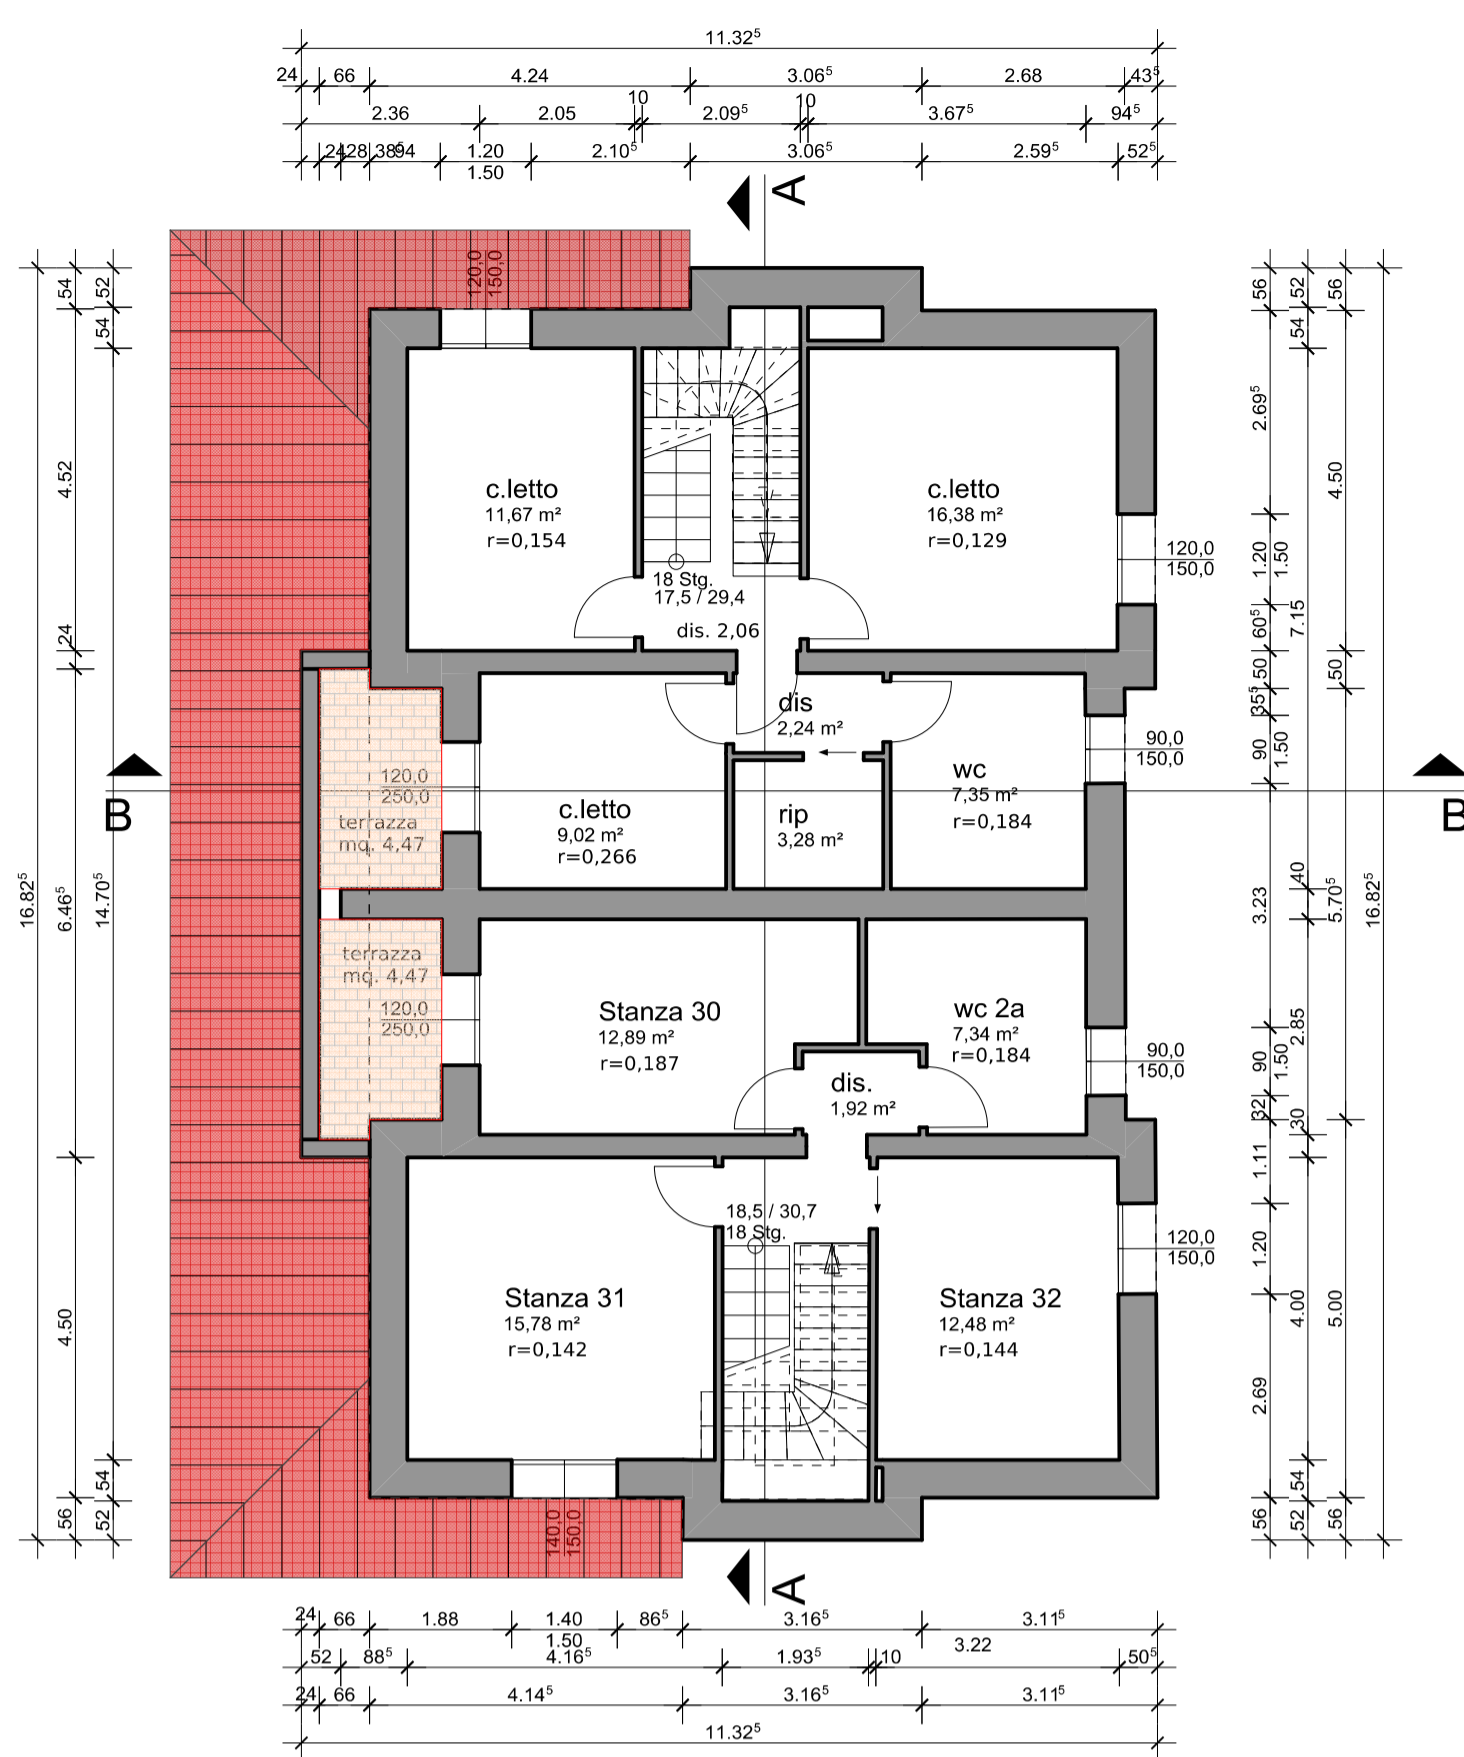 11.32⁵
24 66 4.24 3.06⁵ 2.68 43⁵
2.36 2.05 10 2.09⁵ 10 3.67⁵ 94⁵
24 28 38⁵ 94 1.20 2.10⁵ 3.06⁵ 2.59⁵ 52⁵
1.50
A
120,0
150,0
c.letto
11,67 m²
r=0,154
18 Stg.
17,5 / 29,4
dis. 2,06
c.letto
16,38 m²
r=0,129
120,0
150,0
dis
2,24 m²
c.letto
9,02 m²
r=0,266
rip
3,28 m²
wc
7,35 m²
r=0,184
90,0
150,0
120,0
250,0
terrazza
mq. 4,47
B
B
terrazza
mq. 4,47
120,0
250,0
Stanza 30
12,89 m²
r=0,187
wc 2a
7,34 m²
r=0,184
90,0
150,0
dis.
1,92 m²
18,5 / 30,7
18 Stg.
Stanza 31
15,78 m²
r=0,142
Stanza 32
12,48 m²
r=0,144
120,0
150,0
140,0
150,0
A
16.82⁵
54
4.52
24
6.46⁵
4.50
56
52
54
14.70⁵
54
52
56
2.69⁵
1.20
1.50
60⁵
50
35⁵
90
1.50
3.23
90
1.50
32
1.11
1.20
2.69
56
52
54
7.15
40
2.85
30
4.00
54
52
56
4.50
50
5.70⁵
5.00
56
16.82⁵
24 66 1.88 1.40 86⁵ 3.16⁵ 3.11⁵
1.50
52 88⁵ 4.16⁵ 1.93⁵ 10 3.22 50⁵
24 66 4.14⁵ 3.16⁵ 3.11⁵
11.32⁵